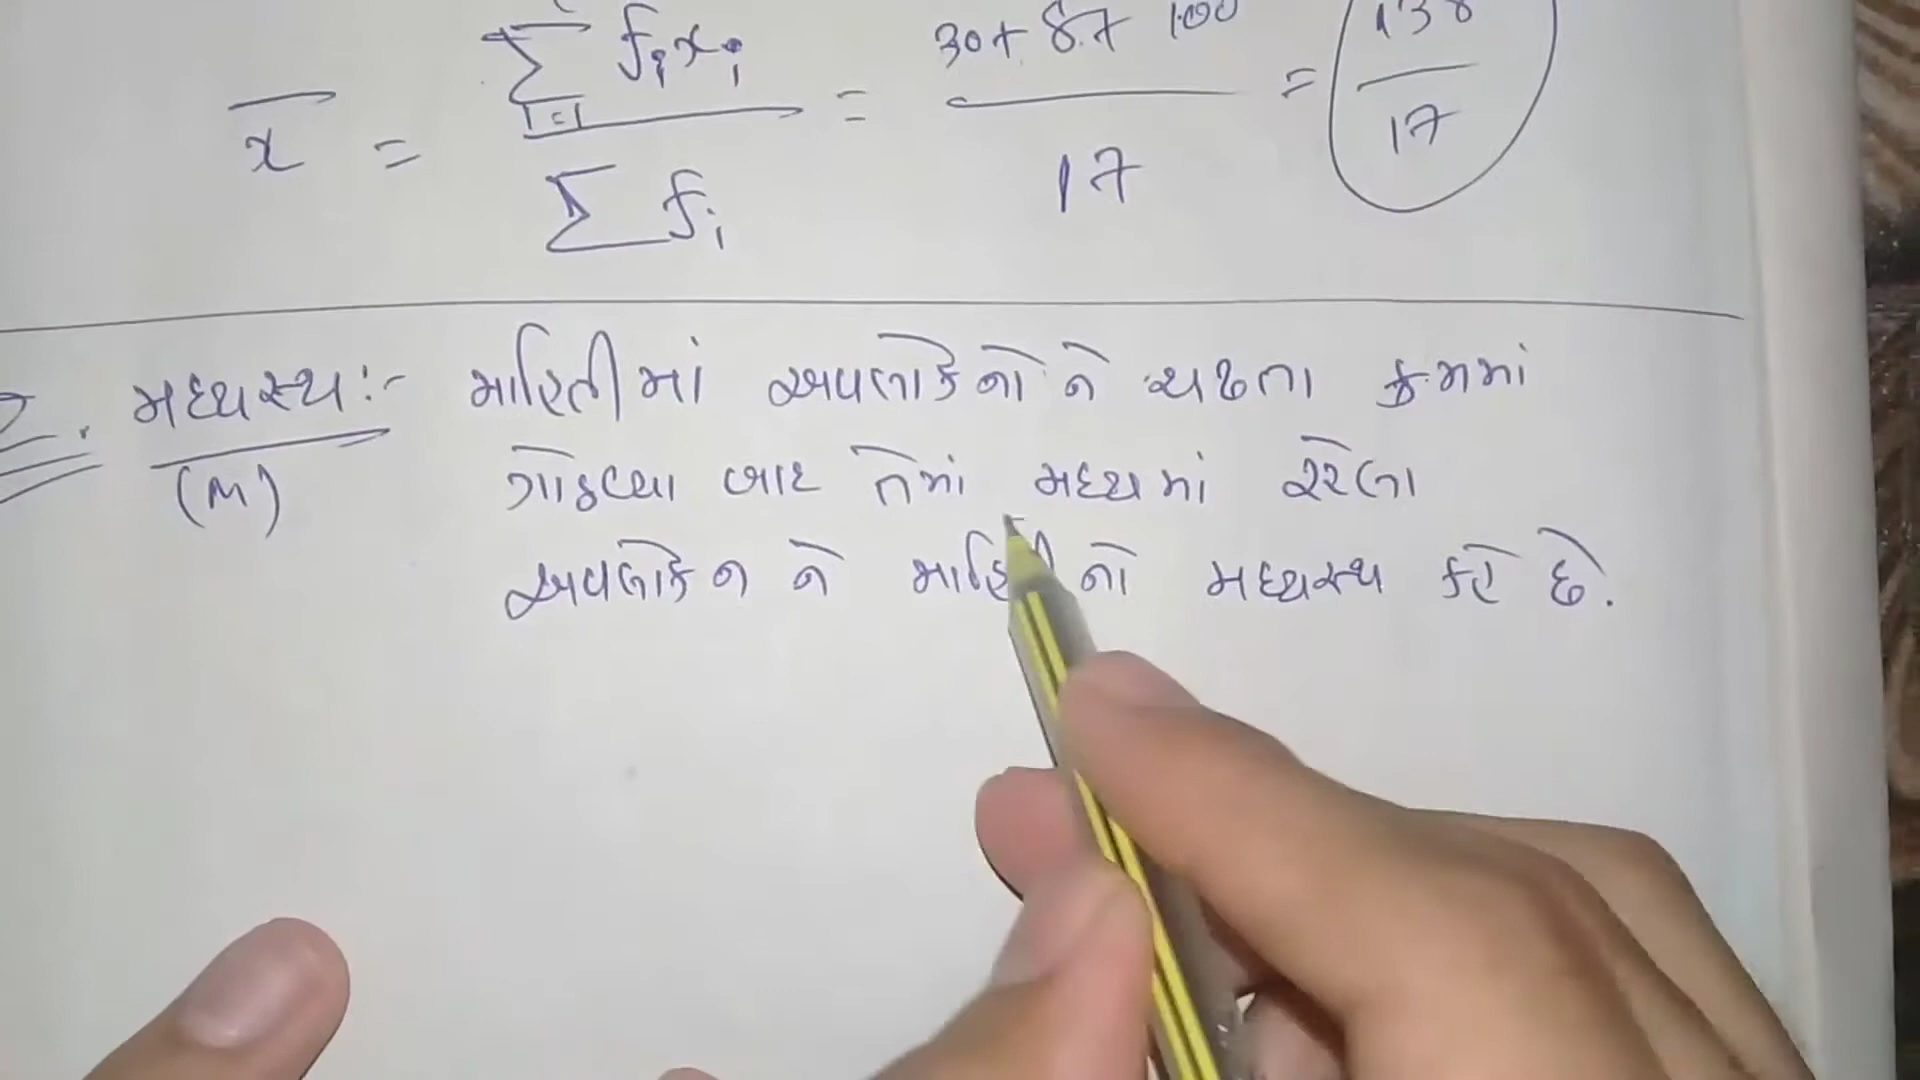 x̄ = Σ fᵢxᵢ / Σ fᵢ = 30+ 8+ 100 / 17 = 138 / 17
2. મધ્યસ્થ :- માહિતીમાં અવલોકનો ને ચઢતા ક્રમમાં
(M) ગોઠવ્યા બાદ તેમાં મધ્યમાં રહેલા
અવલોકન ને માહિતી નો મધ્યસ્થ કહે છે.